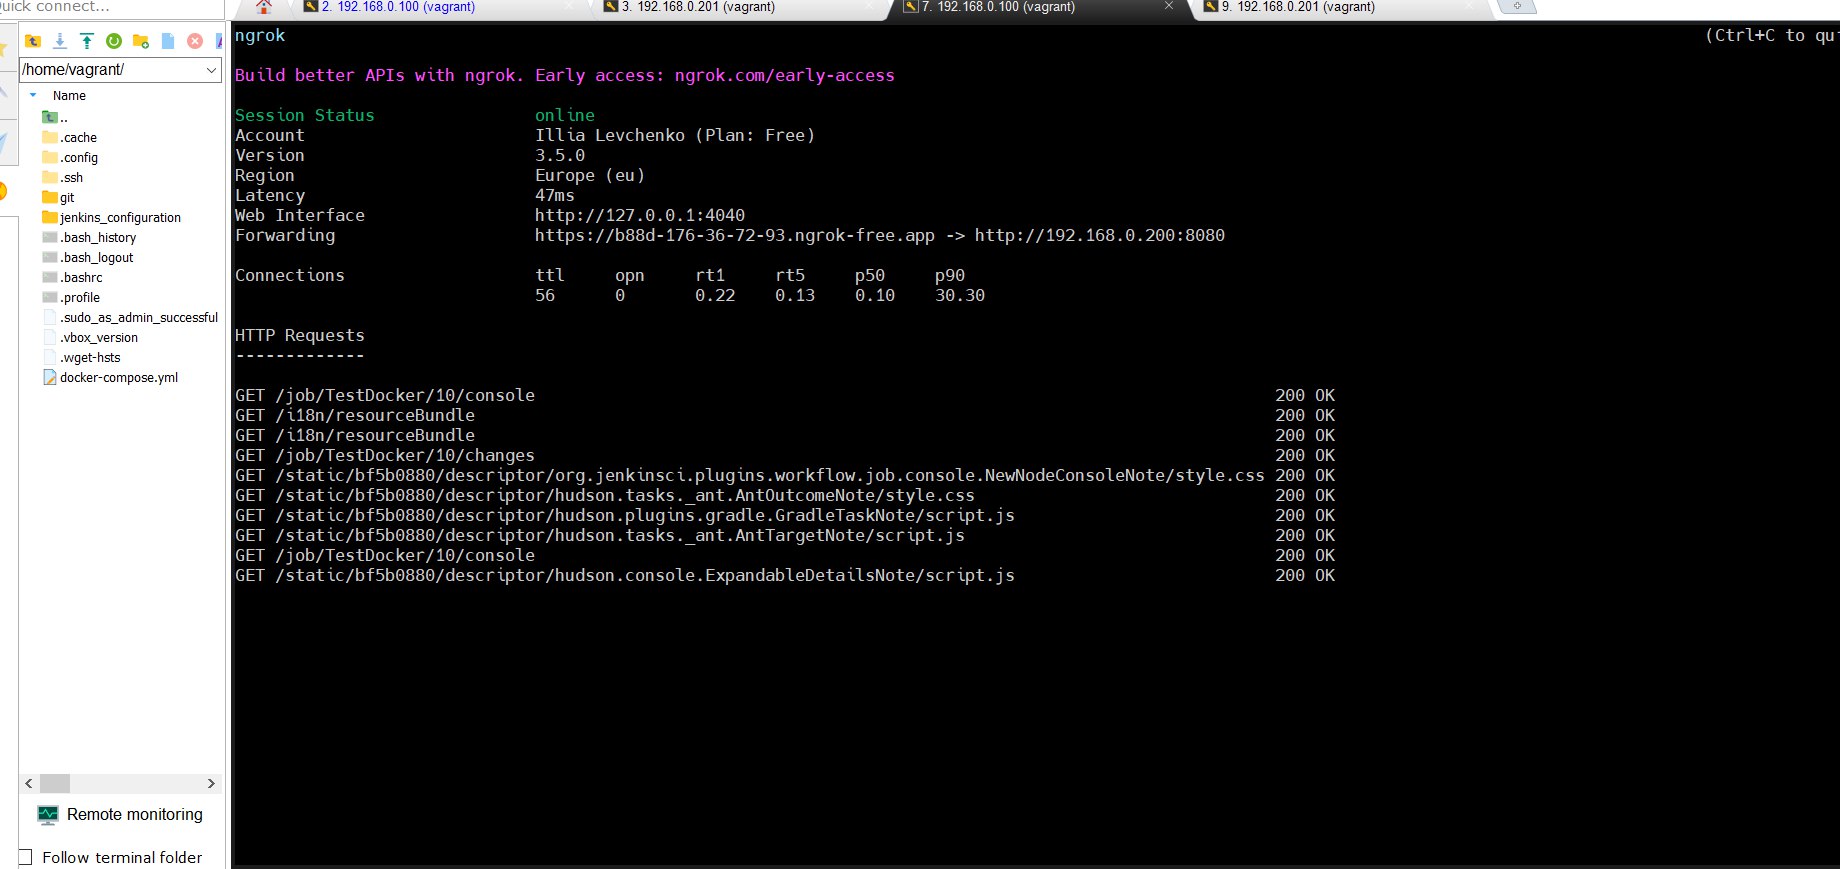 Quick connect...
2. 192.168.0.100 (vagrant)
3. 192.168.0.201 (vagrant)
7. 192.168.0.100 (vagrant)
9. 192.168.0.201 (vagrant)
/home/vagrant/
Name
..
.cache
.config
.ssh
git
jenkins_configuration
.bash_history
.bash_logout
.bashrc
.profile
.sudo_as_admin_successful
.vbox_version
.wget-hsts
docker-compose.yml
Remote monitoring
Follow terminal folder
ngrok (Ctrl+C to qu
Build better APIs with ngrok. Early access: ngrok.com/early-access
Session Status online
Account Illia Levchenko (Plan: Free)
Version 3.5.0
Region Europe (eu)
Latency 47ms
Web Interface http://127.0.0.1:4040
Forwarding https://b88d-176-36-72-93.ngrok-free.app -> http://192.168.0.200:8080
Connections ttl opn rt1 rt5 p50 p90
56 0 0.22 0.13 0.10 30.30
HTTP Requests
-------------
GET /job/TestDocker/10/console 200 OK
GET /i18n/resourceBundle 200 OK
GET /i18n/resourceBundle 200 OK
GET /job/TestDocker/10/changes 200 OK
GET /static/bf5b0880/descriptor/org.jenkinsci.plugins.workflow.job.console.NewNodeConsoleNote/style.css 200 OK
GET /static/bf5b0880/descriptor/hudson.tasks._ant.AntOutcomeNote/style.css 200 OK
GET /static/bf5b0880/descriptor/hudson.plugins.gradle.GradleTaskNote/script.js 200 OK
GET /static/bf5b0880/descriptor/hudson.tasks._ant.AntTargetNote/script.js 200 OK
GET /job/TestDocker/10/console 200 OK
GET /static/bf5b0880/descriptor/hudson.console.ExpandableDetailsNote/script.js 200 OK